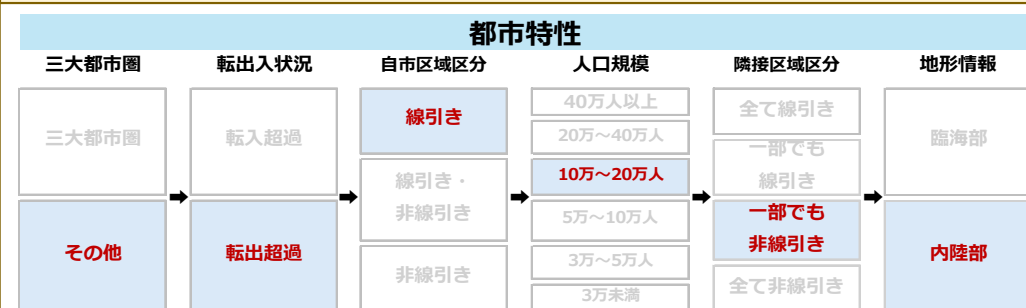 都市特性
三大都市圏
転出入状況
自市区域区分
人口規模
隣接区域区分
地形情報
三大都市圏
その他
転入超過
転出超過
線引き
線引き・
非線引き
非線引き
40万人以上
20万～40万人
10万～20万人
5万～10万人
3万～5万人
3万未満
全て線引き
一部でも
線引き
一部でも
非線引き
全て非線引き
臨海部
内陸部